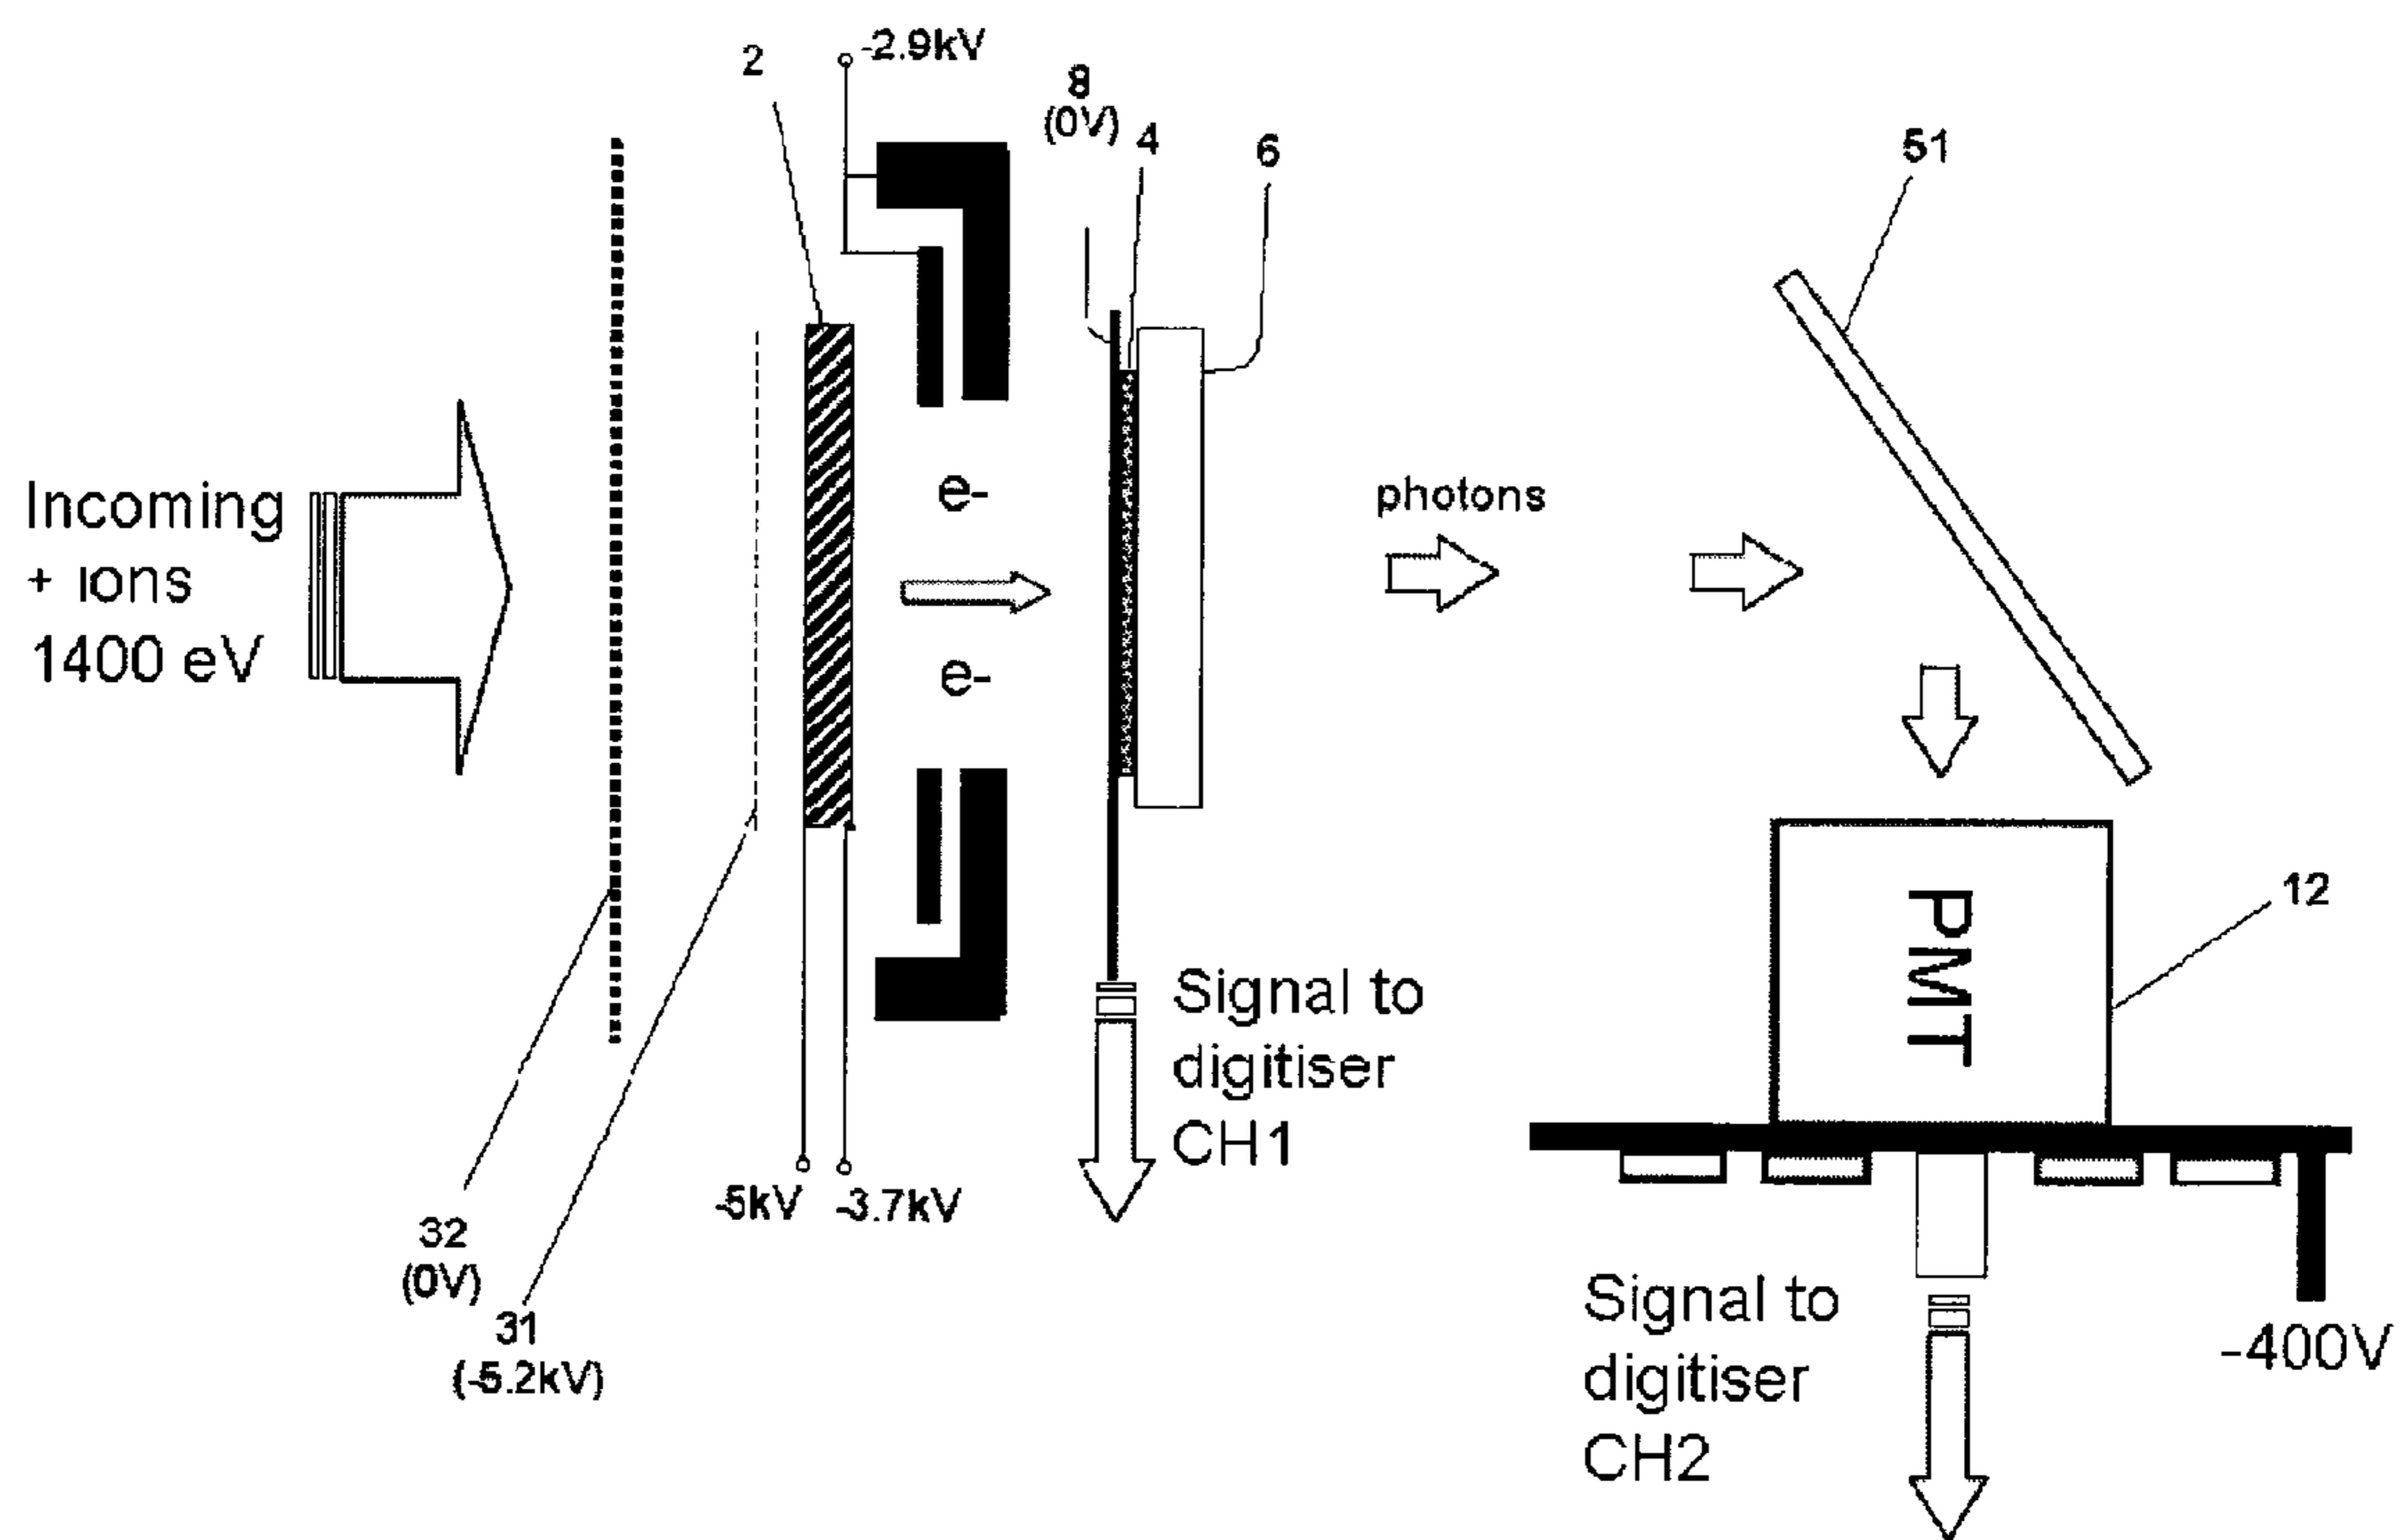 2
-2.9kV
8
(0V)
4
6
51
Incoming
+ ions
1400 eV
e-
e-
photons
PMT
12
Signal to
digitiser
CH1
-5kV
-3.7kV
32
(0V)
31
(-5.2kV)
Signal to
digitiser
CH2
-400V